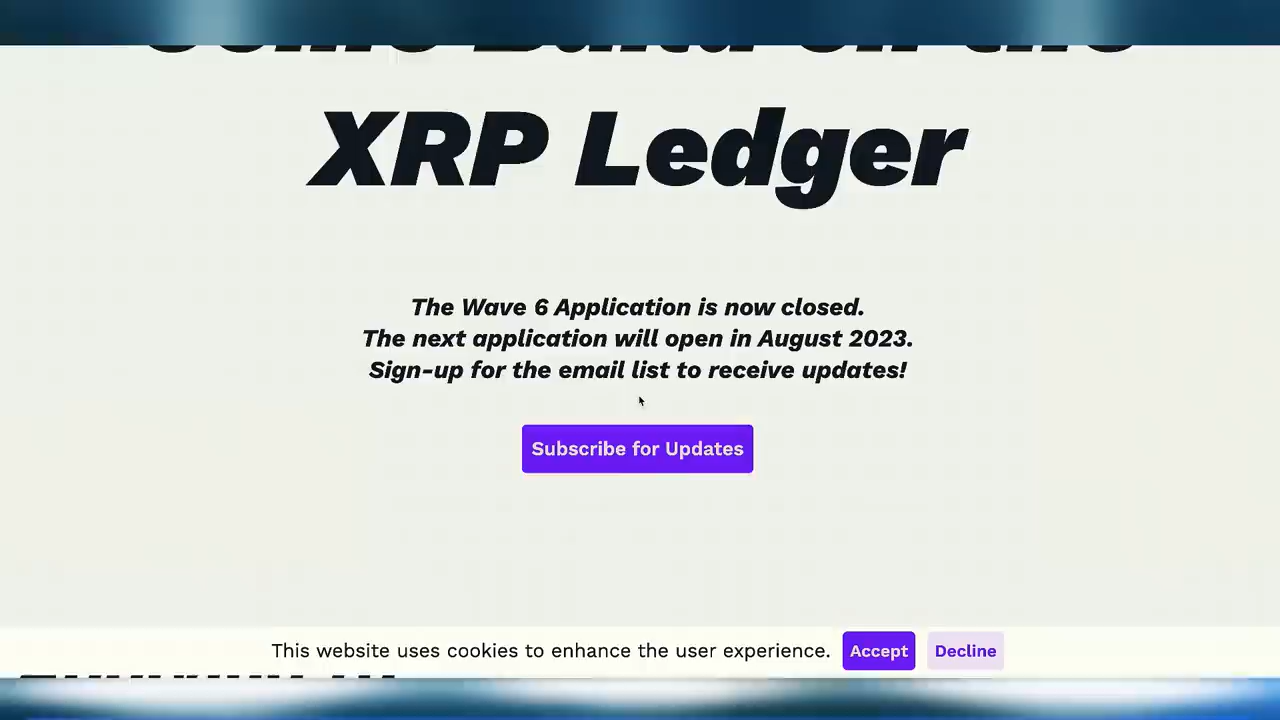 XRP Ledger
The Wave 6 Application is now closed.
The next application will open in August 2023.
Sign-up for the email list to receive updates!
Subscribe for Updates
This website uses cookies to enhance the user experience.
Accept
Decline